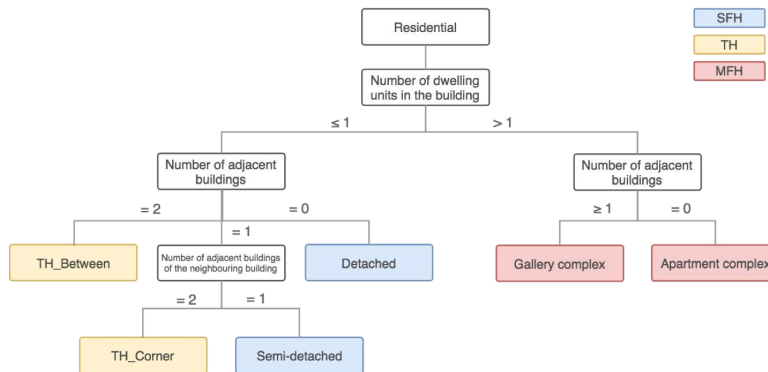 Residential
SFH
TH
MFH
Number of dwelling
units in the building
≤ 1
> 1
Number of adjacent
buildings
Number of adjacent
buildings
= 2
= 0
= 1
≥ 1
= 0
TH_Between
Number of adjacent buildings
of the neighbouring building
Detached
Gallery complex
Apartment complex
= 2
= 1
TH_Corner
Semi-detached